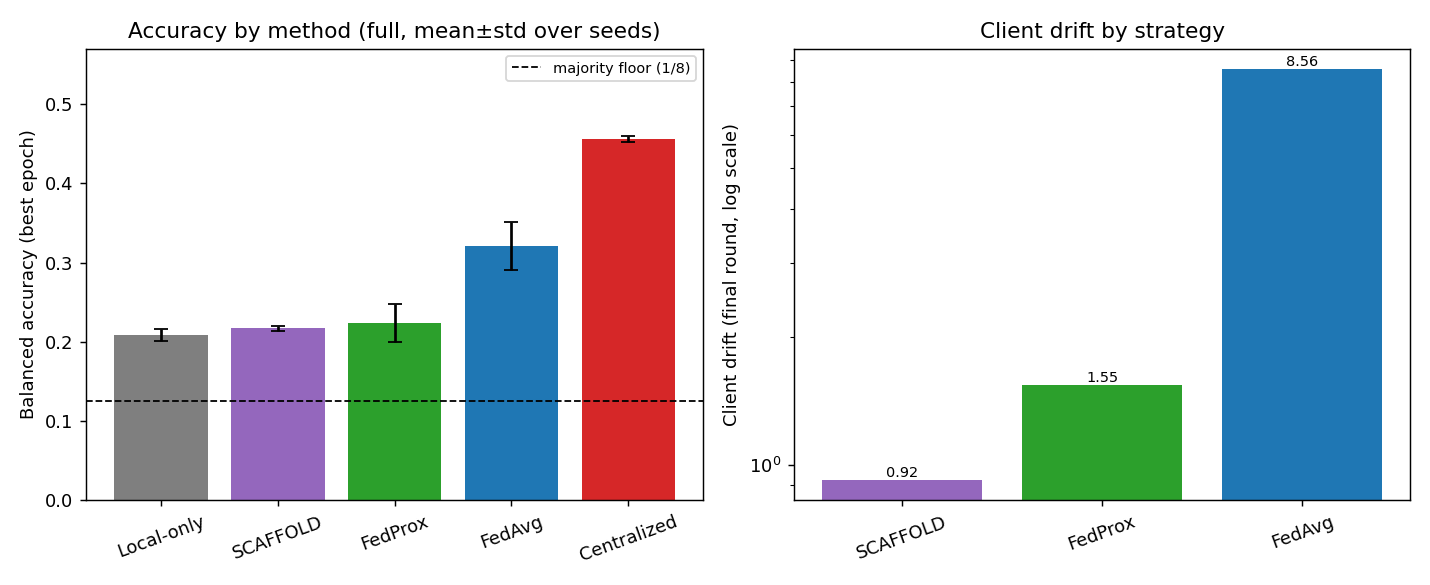 Accuracy by method (full, mean±std over seeds)
Balanced accuracy (best epoch)
0.5
0.4
0.3
0.2
0.1
0.0
majority floor (1/8)
Local-only
SCAFFOLD
FedProx
FedAvg
Centralized
Client drift by strategy
Client drift (final round, log scale)
10⁰
0.92
1.55
8.56
SCAFFOLD
FedProx
FedAvg